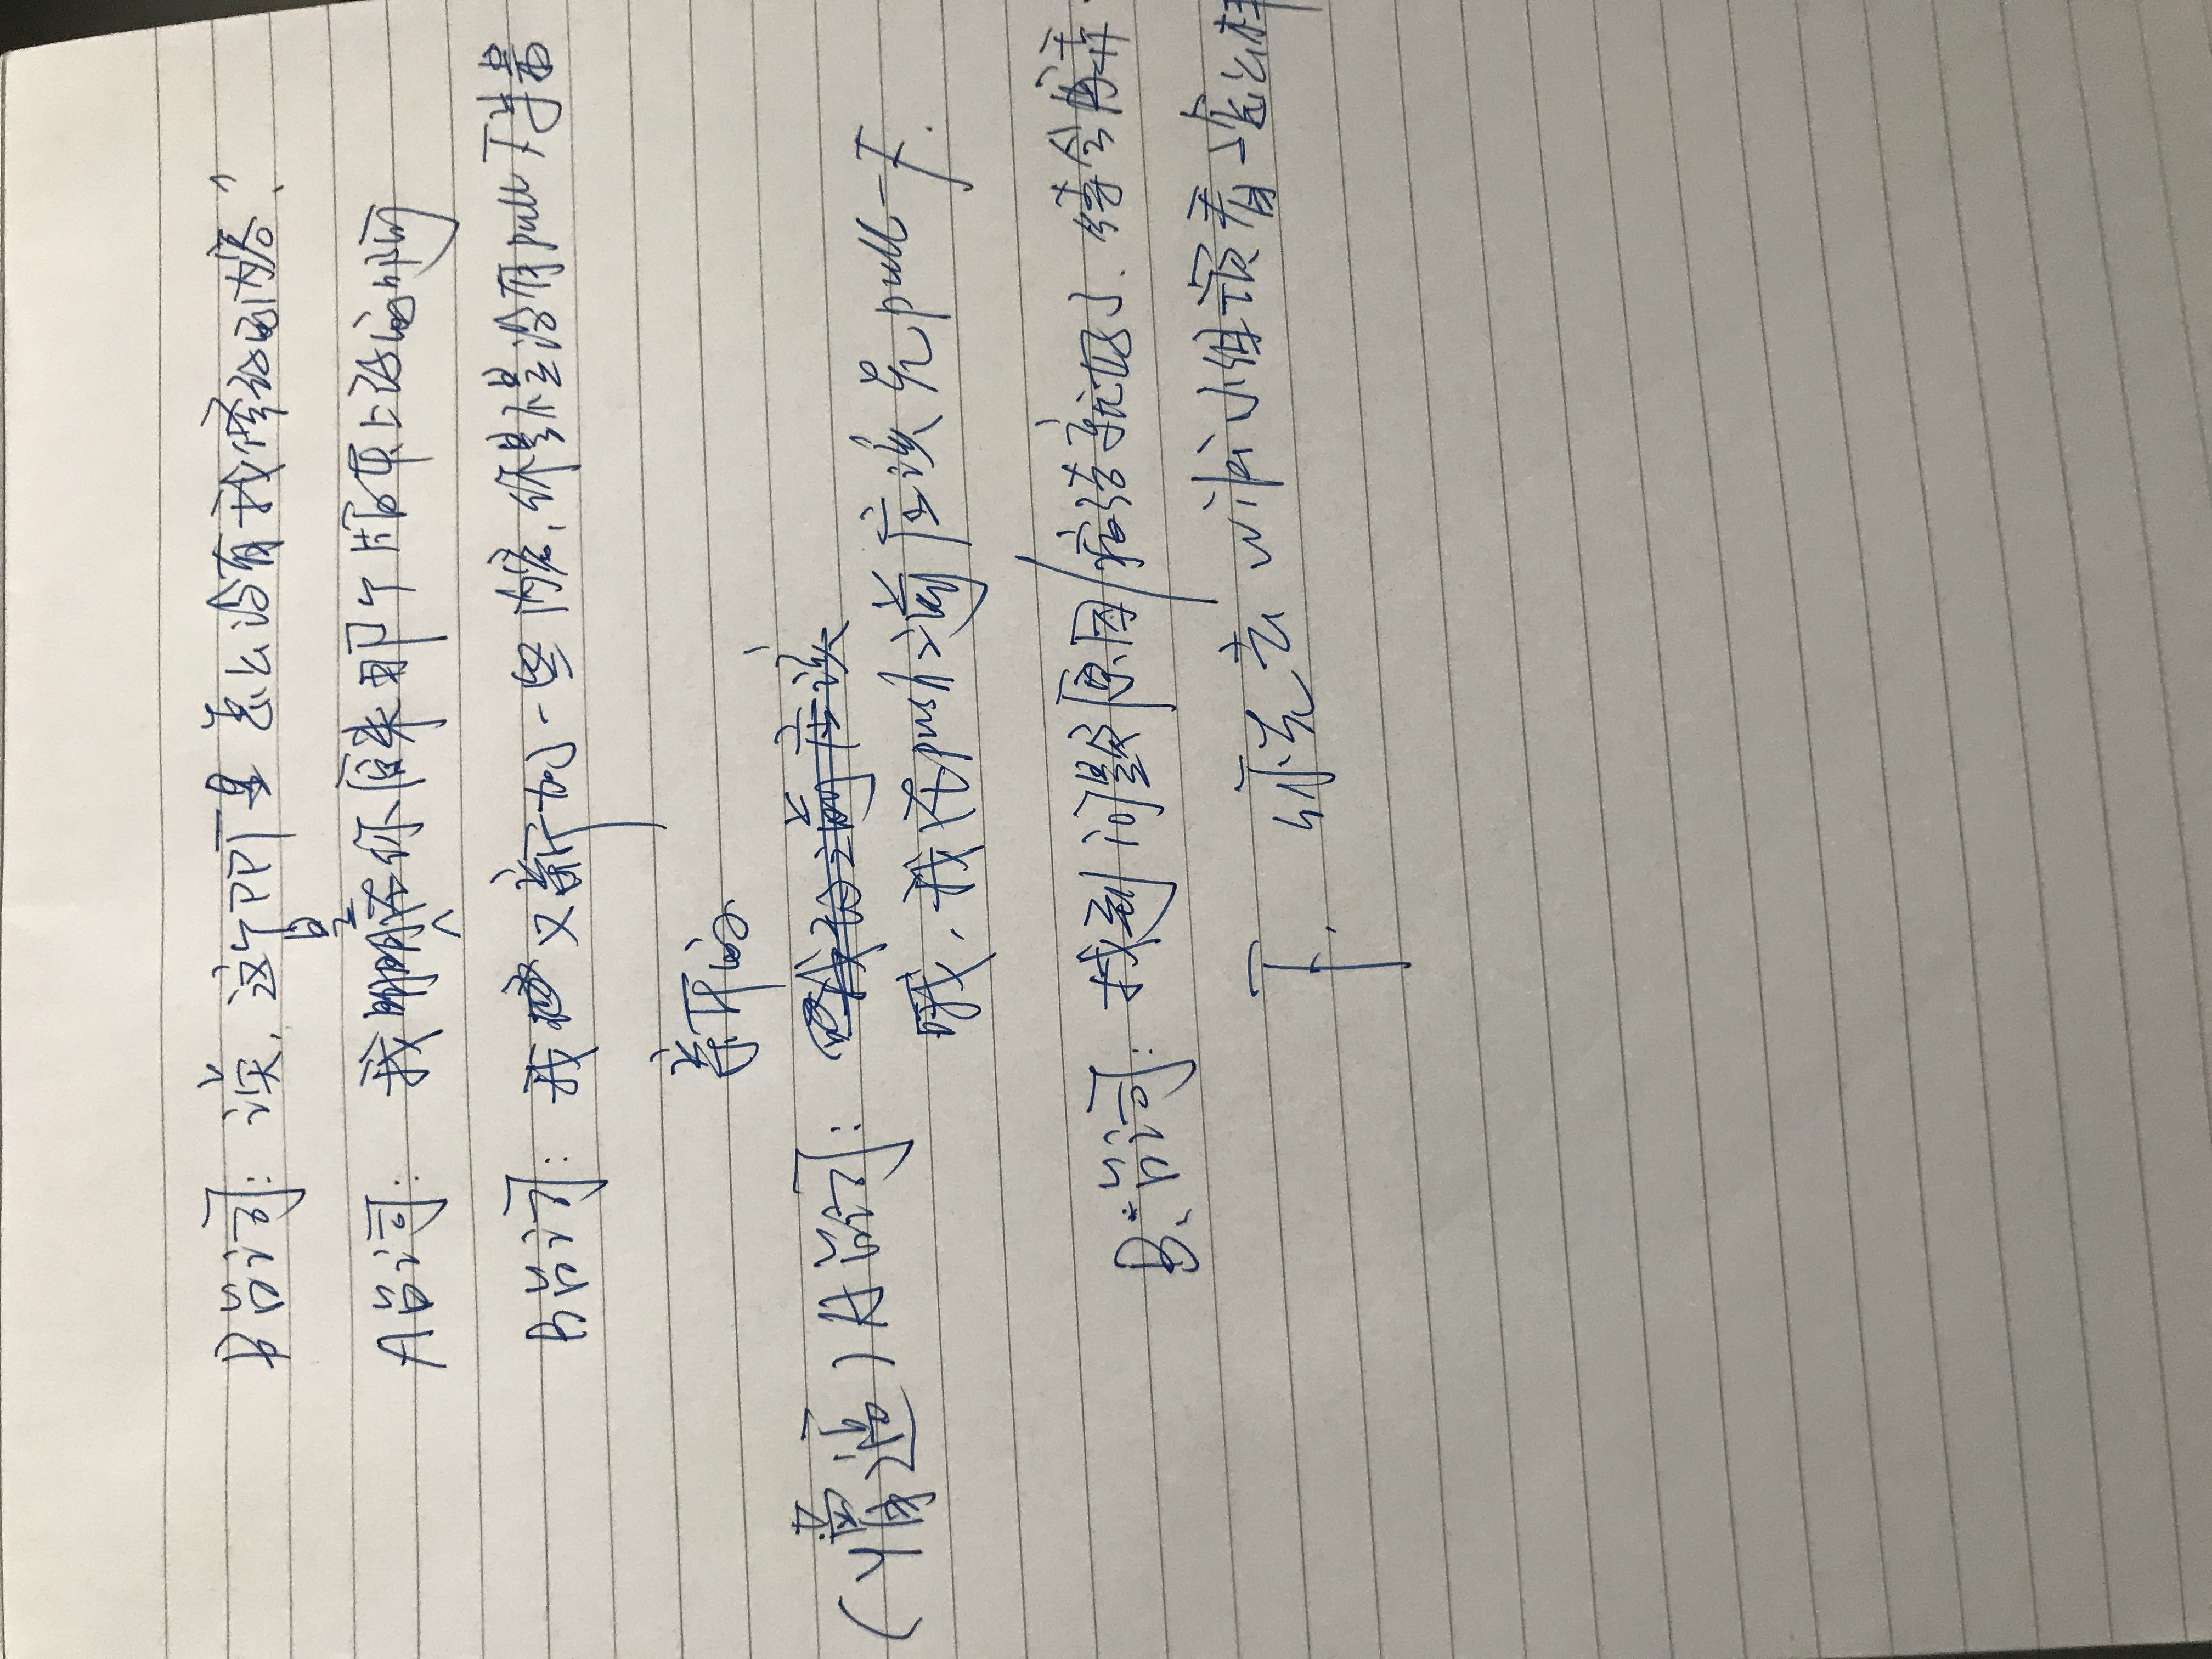 B台词：诶，这个PPT里怎么没有我修改的内容？
已经
A台词：我明明在你原来那个版本上改的啊
B台词：我又新加了一些内容，你是不是没有pull下来最
新的
（懵逼）A台词：我改之前应该
哦，我在push之前应该先pull一下．
B台词：找到问题原因/症结就好了．待会再弄
下，你先去wiki小组页看看怎么样